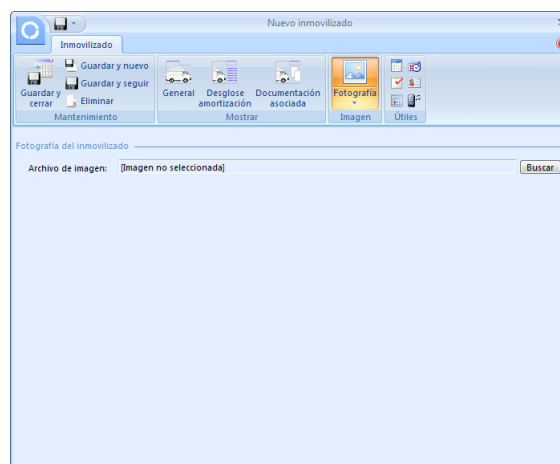 Nuevo inmovilizado
Inmovilizado
Guardar y cerrar
Guardar y nuevo
Guardar y seguir
Eliminar
Mantenimiento
General
Desglose amortización
Documentación asociada
Mostrar
Fotografía
Imagen
Útiles
Fotografía del inmovilizado
Archivo de imagen: [Imagen no seleccionada] Buscar